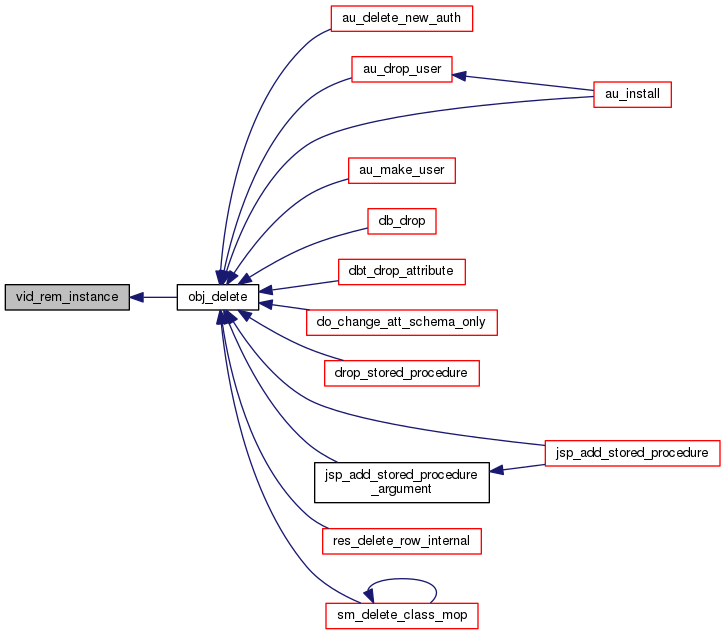 au_delete_new_auth
au_drop_user
au_install
au_make_user
db_drop
dbt_drop_attribute
vid_rem_instance
obj_delete
do_change_att_schema_only
drop_stored_procedure
jsp_add_stored_procedure
jsp_add_stored_procedure
_argument
res_delete_row_internal
sm_delete_class_mop